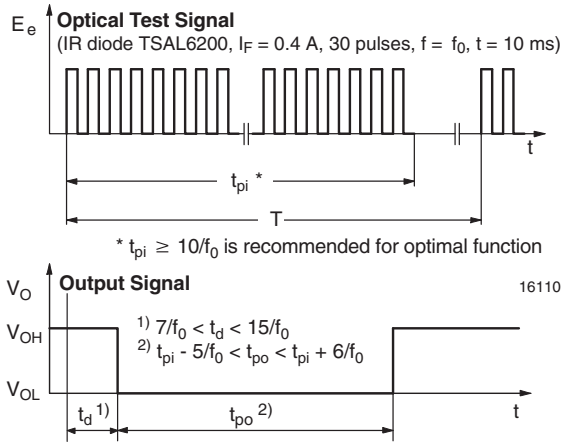 E_e Optical Test Signal
(IR diode TSAL6200, I_F = 0.4 A, 30 pulses, f = f_0, t = 10 ms)
t
t_pi *
T
* t_pi ≥ 10/f_0 is recommended for optimal function
V_O Output Signal 16110
V_OH 1) 7/f_0 < t_d < 15/f_0
2) t_pi - 5/f_0 < t_po < t_pi + 6/f_0
V_OL
t_d 1) t_po 2) t